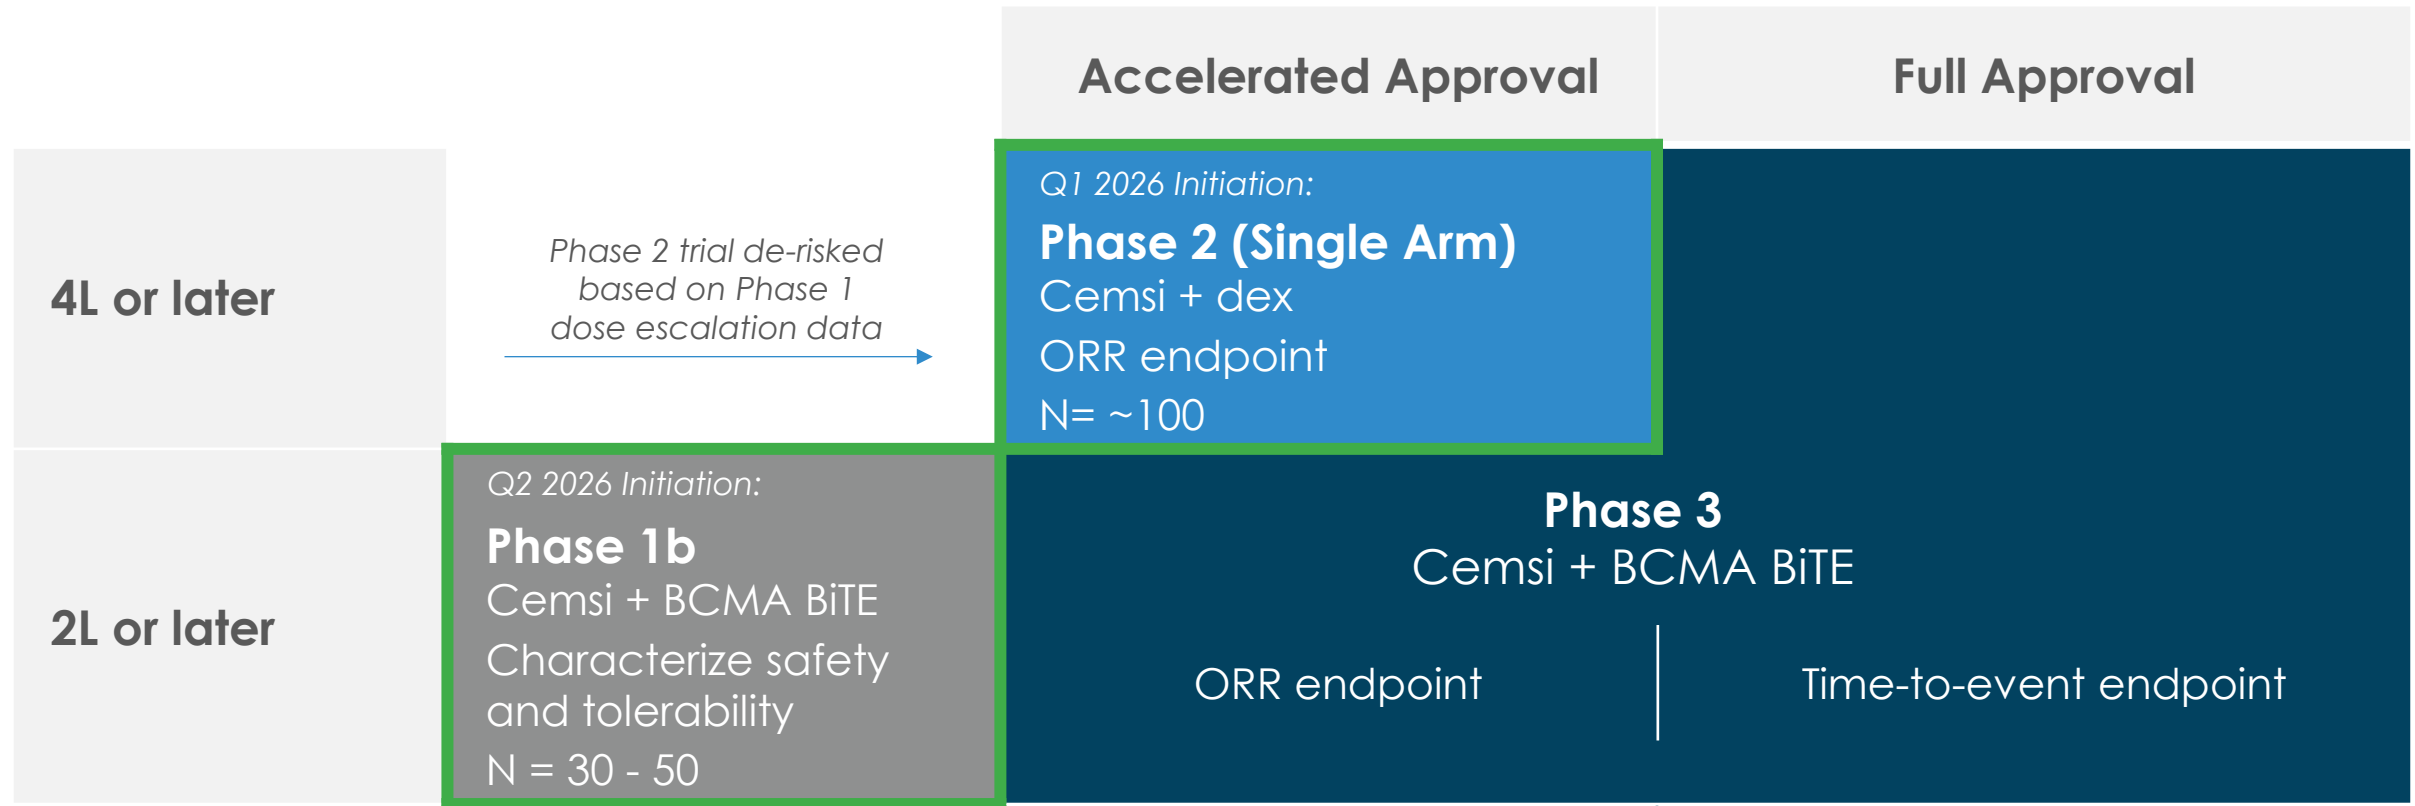 Accelerated Approval
Full Approval
4L or later
Phase 2 trial de-risked
based on Phase 1
dose escalation data
Q1 2026 Initiation:
Phase 2 (Single Arm)
Cemsi + dex
ORR endpoint
N= ~100
2L or later
Q2 2026 Initiation:
Phase 1b
Cemsi + BCMA BiTE
Characterize safety
and tolerability
N = 30 - 50
Phase 3
Cemsi + BCMA BiTE
ORR endpoint
Time-to-event endpoint